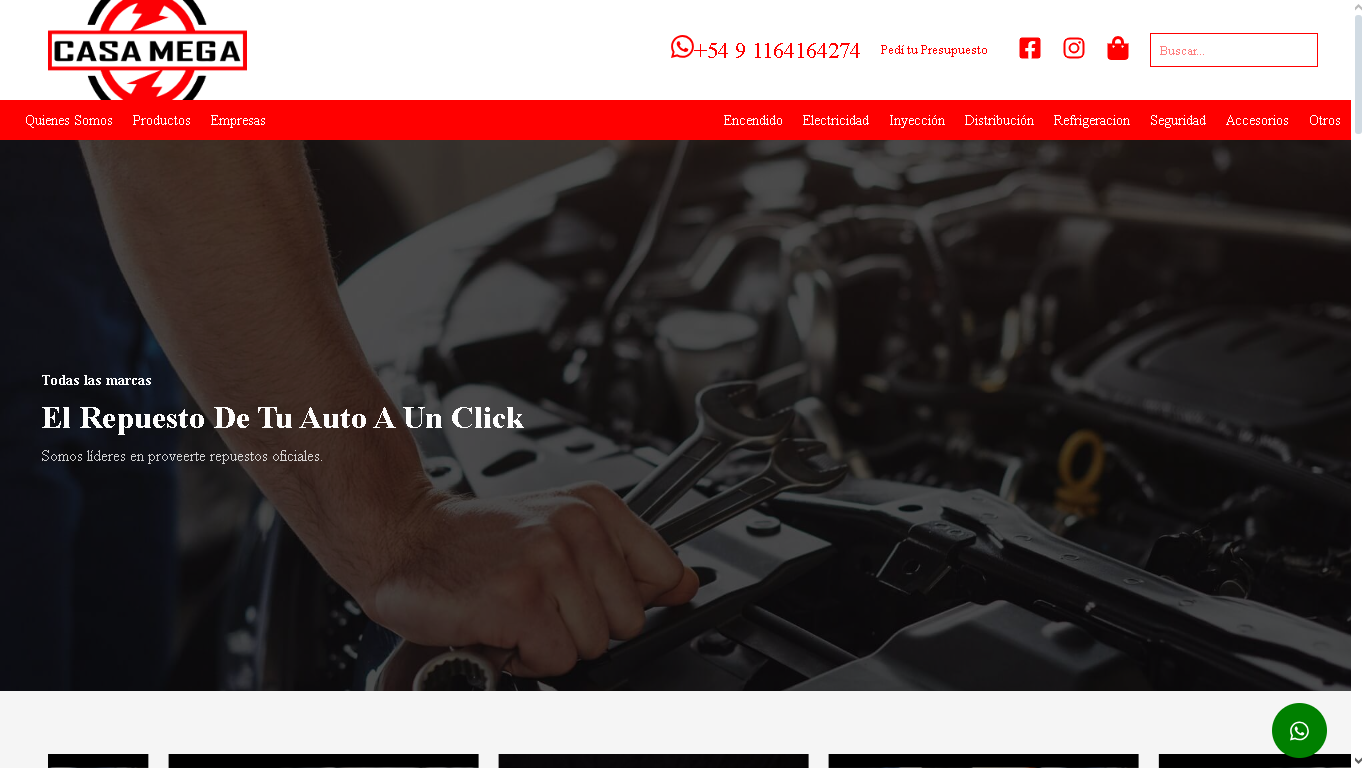 CASA MEGA
+54 9 1164164274
Pedí tu Presupuesto
Buscar...
Quienes Somos
Productos
Empresas
Encendido
Electricidad
Inyección
Distribución
Refrigeracion
Seguridad
Accesorios
Otros
Todas las marcas
El Repuesto De Tu Auto A Un Click
Somos líderes en proveerte repuestos oficiales.